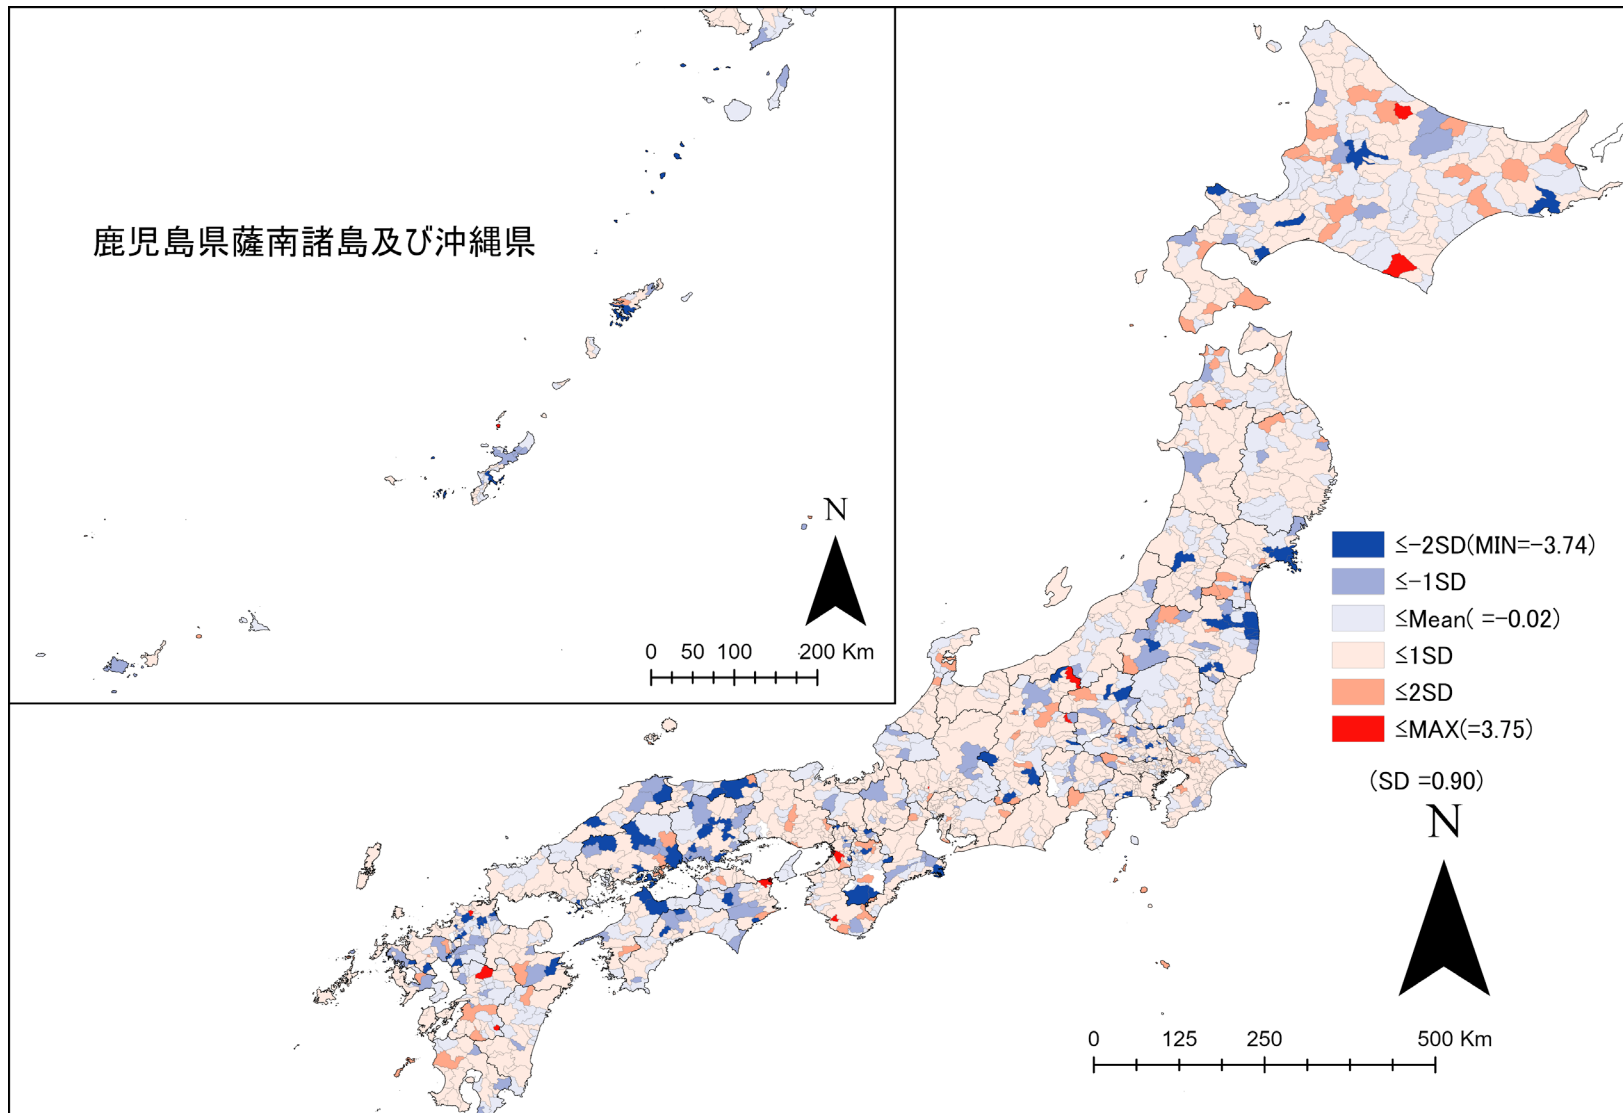 鹿児島県薩南諸島及び沖縄県
N
0 50 100 200 Km
≤-2SD(MIN=-3.74)
≤-1SD
≤Mean( =-0.02)
≤1SD
≤2SD
≤MAX(=3.75)
(SD =0.90)
N
0 125 250 500 Km